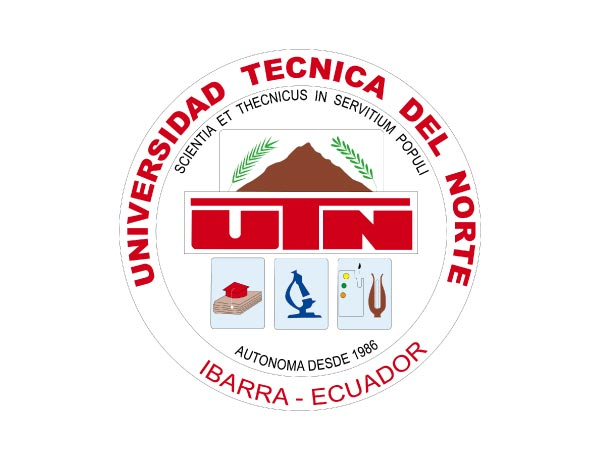 UNIVERSIDAD TECNICA DEL NORTE
SCIENTIA ET THECNICUS IN SERVITIUM POPULI
UTN
AUTONOMA DESDE 1986
IBARRA - ECUADOR